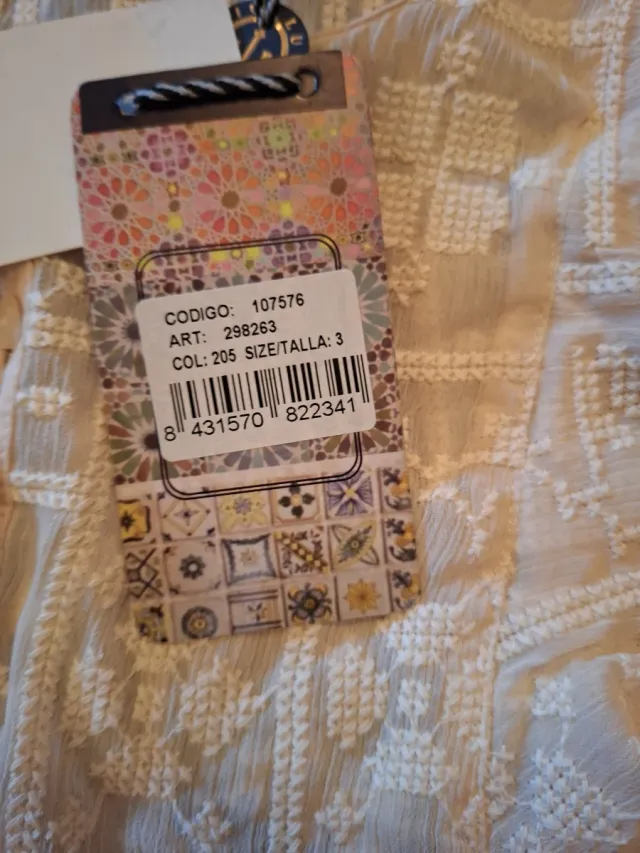 CODIGO: 107576
ART: 298263
COL: 205 SIZE/TALLA: 3
8 431570 822341